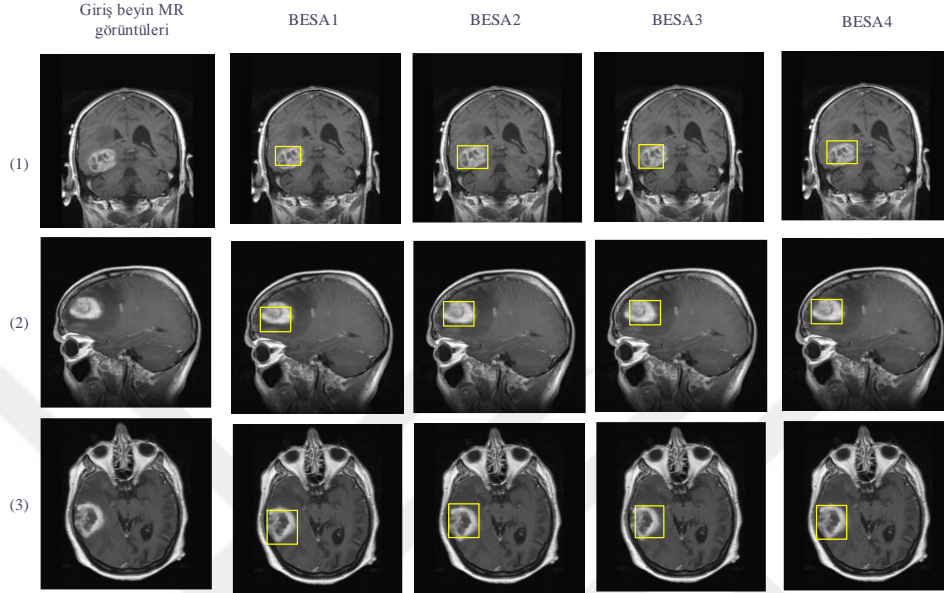 Giriş beyin MR
görüntüleri
BESA1
BESA2
BESA3
BESA4
(1)
(2)
(3)